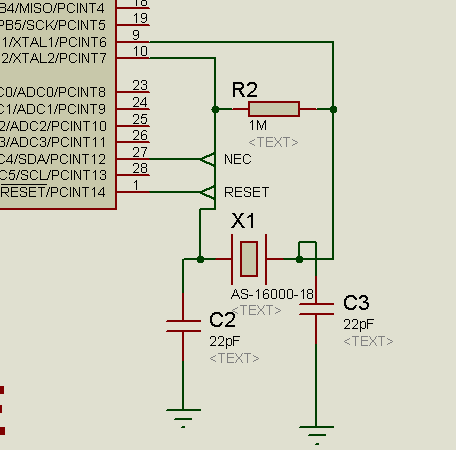 B4/MISO/PCINT4 18
PB5/SCK/PCINT5 19
1/XTAL1/PCINT6 9
2/XTAL2/PCINT7 10
C0/ADC0/PCINT8 23
C1/ADC1/PCINT9 24
2/ADC2/PCINT10 25
3/ADC3/PCINT11 26
C4/SDA/PCINT12 27
C5/SCL/PCINT13 28
RESET/PCINT14 1
R2
1M
<TEXT>
NEC
RESET
X1
AS-16000-18
<TEXT>
C2
22pF
<TEXT>
C3
22pF
<TEXT>